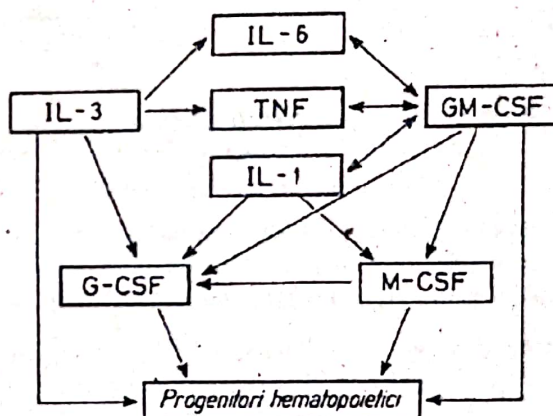 IL-6
IL-3
TNF
GM-CSF
IL-1
G-CSF
M-CSF
Progenitori hematopoietici